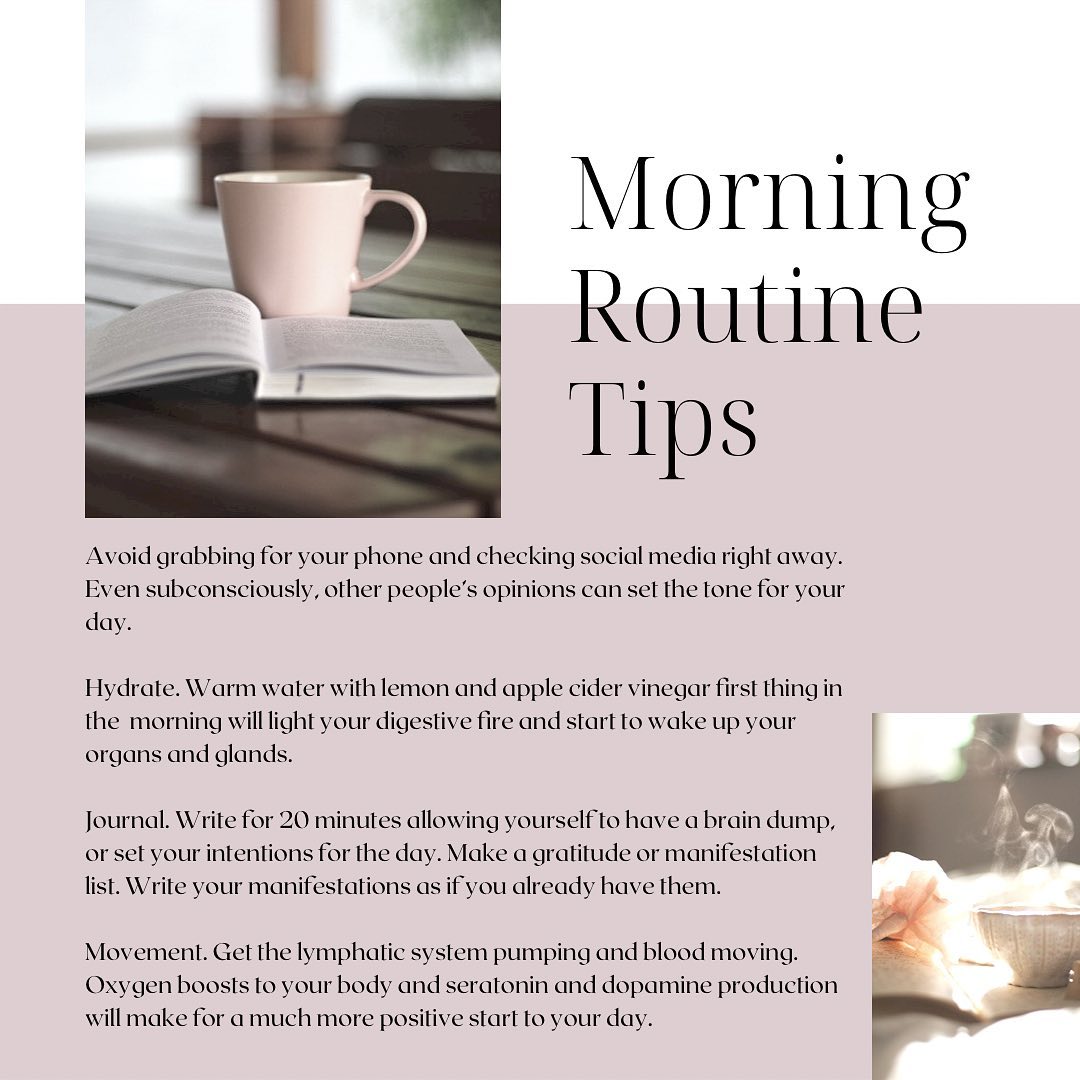 Morning
Routine
Tips
Avoid grabbing for your phone and checking social media right away.
Even subconsciously, other people's opinions can set the tone for your
day.
Hydrate. Warm water with lemon and apple cider vinegar first thing in
the  morning will light your digestive fire and start to wake up your
organs and glands.
Journal. Write for 20 minutes allowing yourself to have a brain dump,
or set your intentions for the day. Make a gratitude or manifestation
list. Write your manifestations as if you already have them.
Movement. Get the lymphatic system pumping and blood moving.
Oxygen boosts to your body and seratonin and dopamine production
will make for a much more positive start to your day.